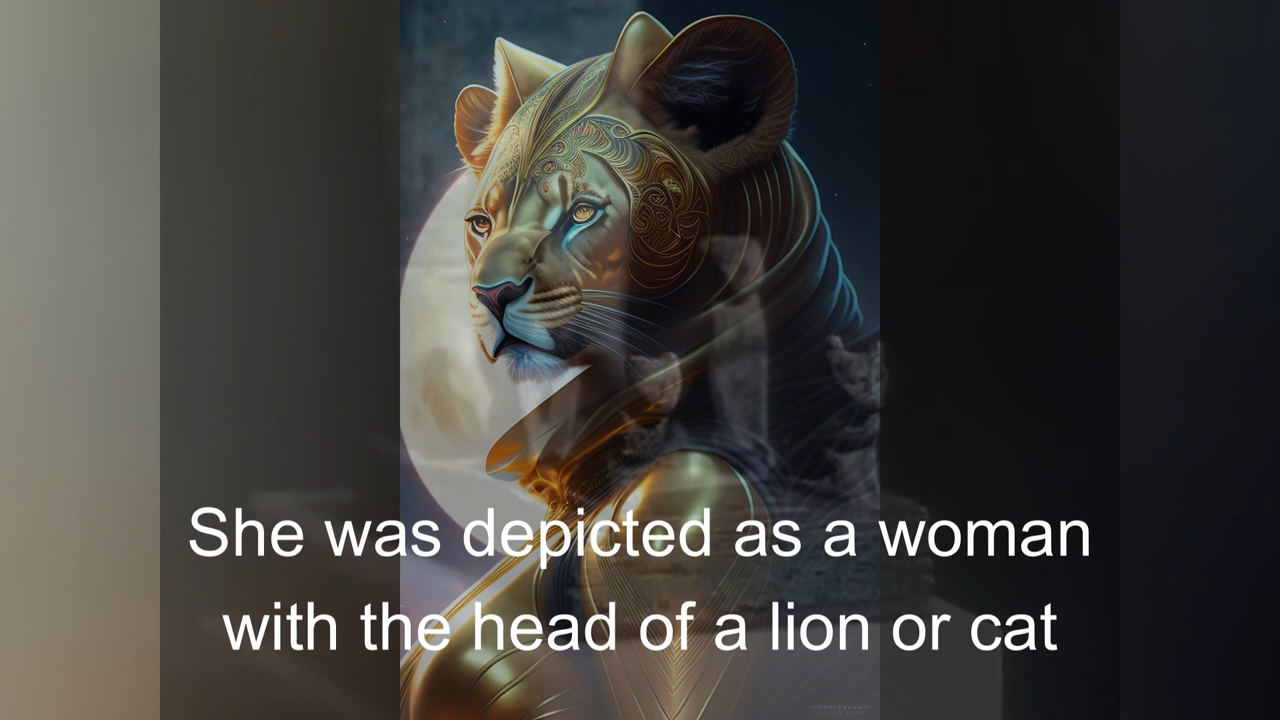 She was depicted as a woman
with the head of a lion or cat